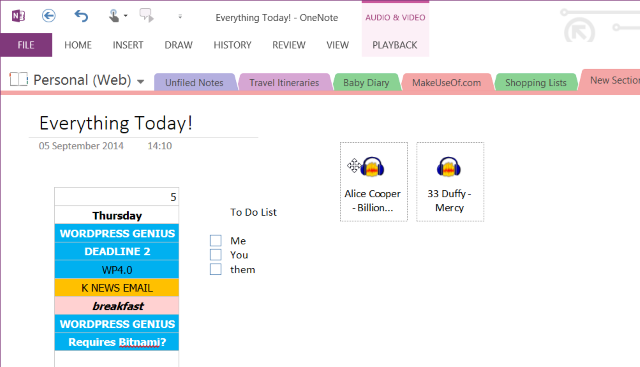 Everything Today! - OneNote
AUDIO & VIDEO
FILE HOME INSERT DRAW HISTORY REVIEW VIEW PLAYBACK
Personal (Web) Unfiled Notes Travel Itineraries Baby Diary MakeUseOf.com Shopping Lists New Section
Everything Today!
05 September 2014 14:10
Alice Cooper
- Billion...
33 Duffy -
Mercy
5
Thursday
WORDPRESS GENIUS
DEADLINE 2
WP4.0
K NEWS EMAIL
breakfast
WORDPRESS GENIUS
Requires Bitnami?
To Do List
Me
You
them